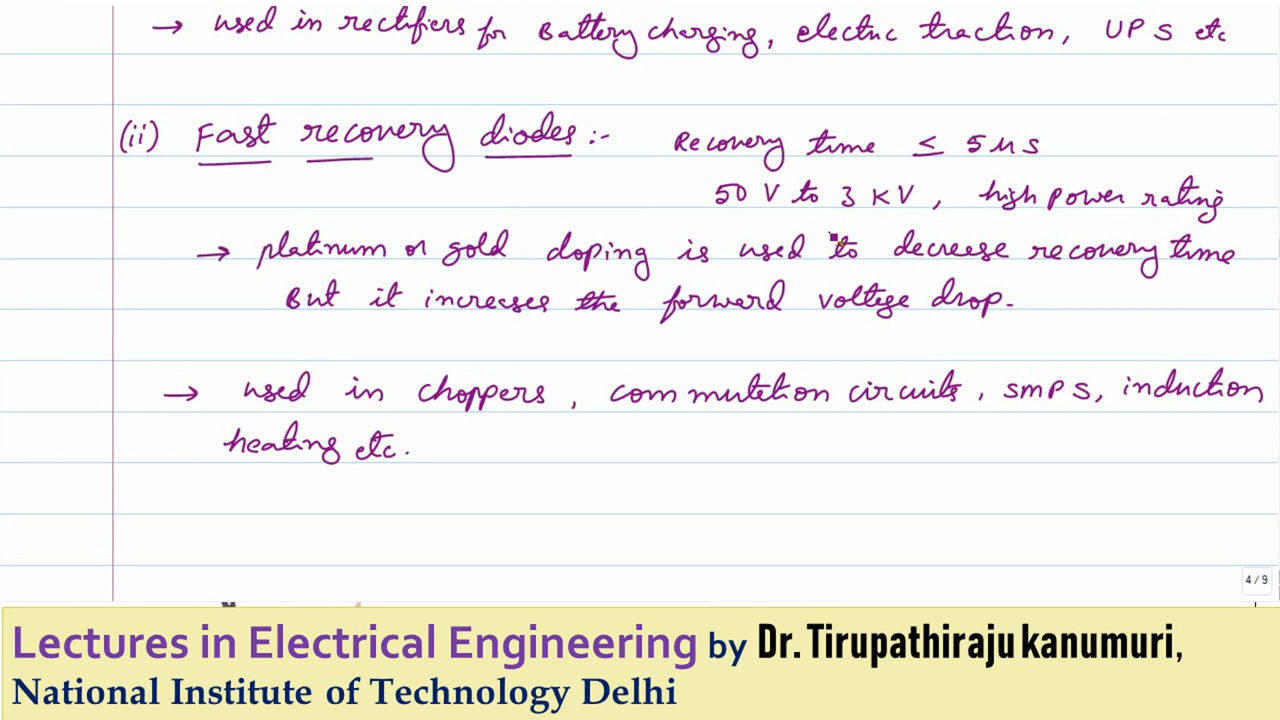 → used in rectifiers for Battery charging, electric traction, UPS etc
(ii) Fast recovery diodes :- Recovery time ≤ 5 μs
50 V to 3 KV, high power rating
→ platinum or gold doping is used to decrease recovery time
But it increases the forward voltage drop.
→ used in choppers, commutation circuits, SMPS, induction
heating etc.
4 / 9
Lectures in Electrical Engineering by Dr. Tirupathiraju kanumuri,
National Institute of Technology Delhi